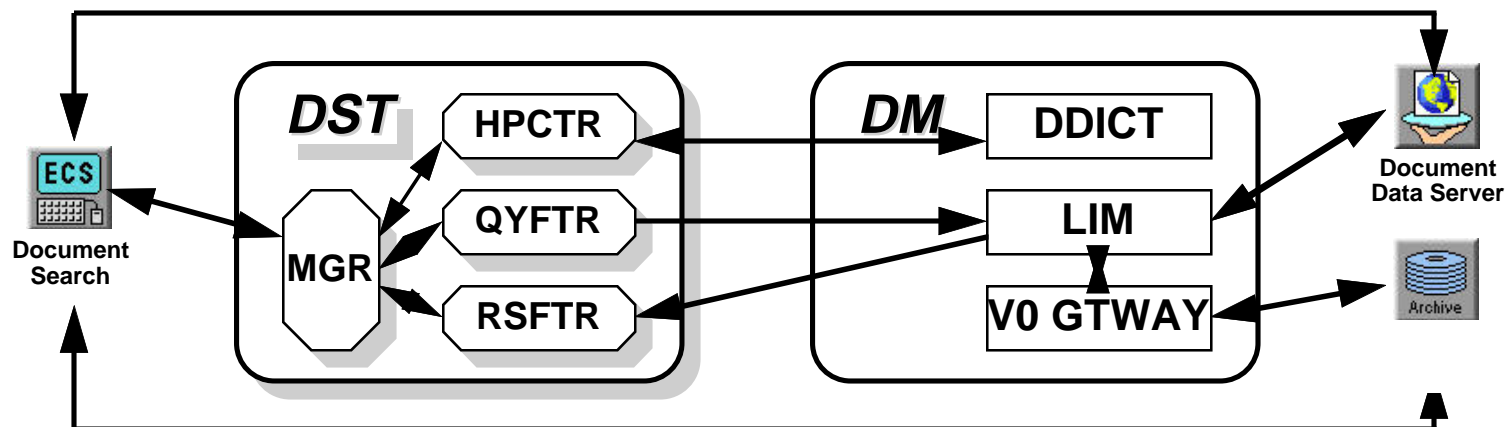 DST
HPCTR
QYFTR
MGR
RSFTR
DM
DDICT
LIM
V0 GTWAY
ECS
Document
Search
Document
Data Server
Archive